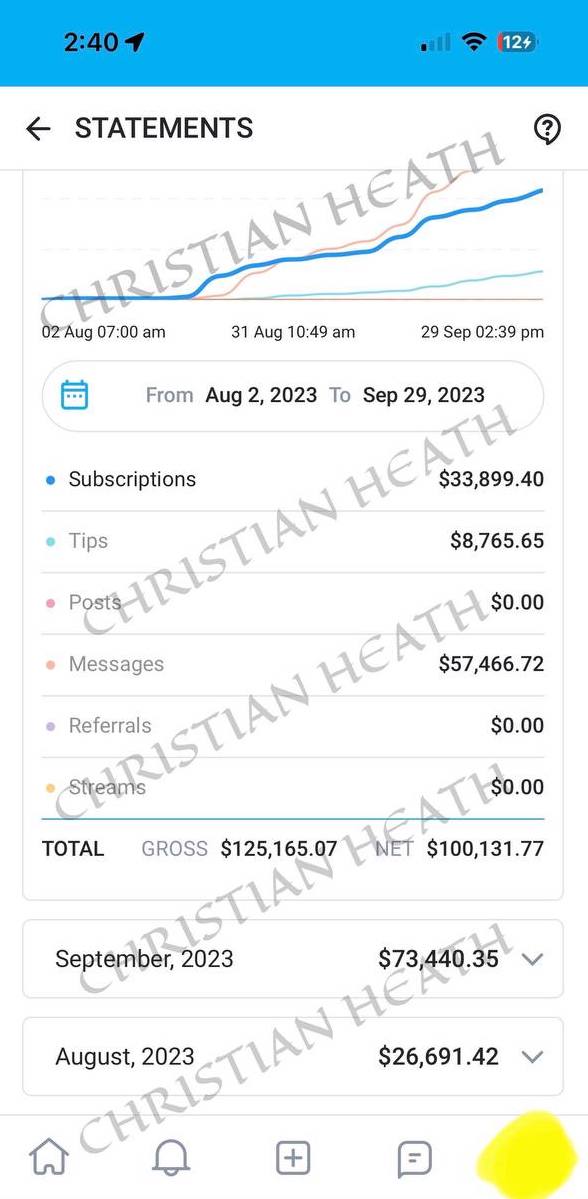 2:40
12
STATEMENTS
CHRISTIAN HEATH
02 Aug 07:00 am 31 Aug 10:49 am 29 Sep 02:39 pm
From Aug 2, 2023 To Sep 29, 2023
CHRISTIAN HEATH
Subscriptions $33,899.40
Tips $8,765.65
Posts $0.00
CHRISTIAN HEATH
Messages $57,466.72
Referrals $0.00
Streams $0.00
CHRISTIAN HEATH
TOTAL GROSS $125,165.07 NET $100,131.77
September, 2023 $73,440.35
CHRISTIAN HEATH
August, 2023 $26,691.42